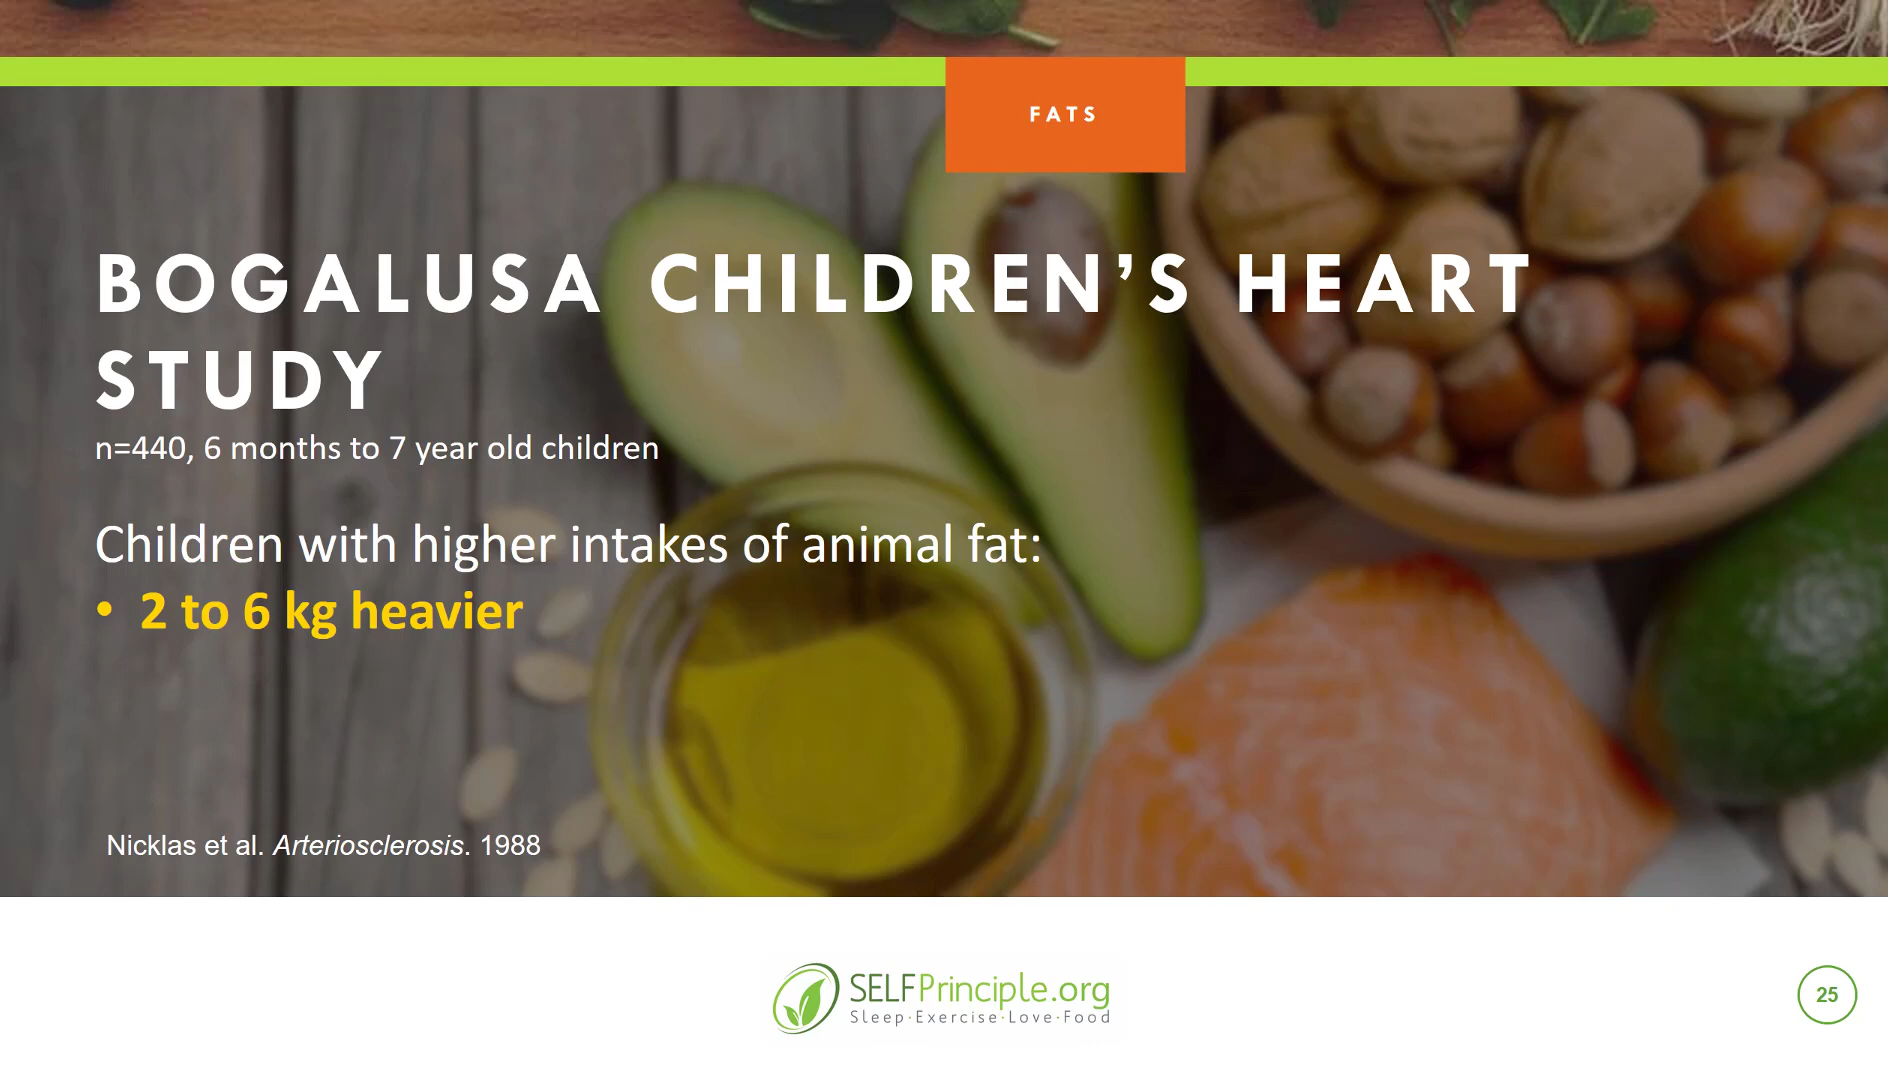 FATS
BOGALUSA CHILDREN’S HEART
STUDY
n=440, 6 months to 7 year old children
Children with higher intakes of animal fat:
• 2 to 6 kg heavier
Nicklas et al. Arteriosclerosis. 1988
SELFPrinciple.org
Sleep·Exercise·Love·Food
25